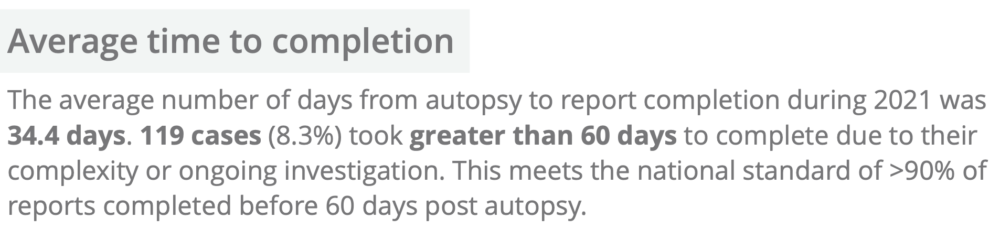 Average time to completion
The average number of days from autopsy to report completion during 2021 was
34.4 days. 119 cases (8.3%) took greater than 60 days to complete due to their
complexity or ongoing investigation. This meets the national standard of >90% of
reports completed before 60 days post autopsy.